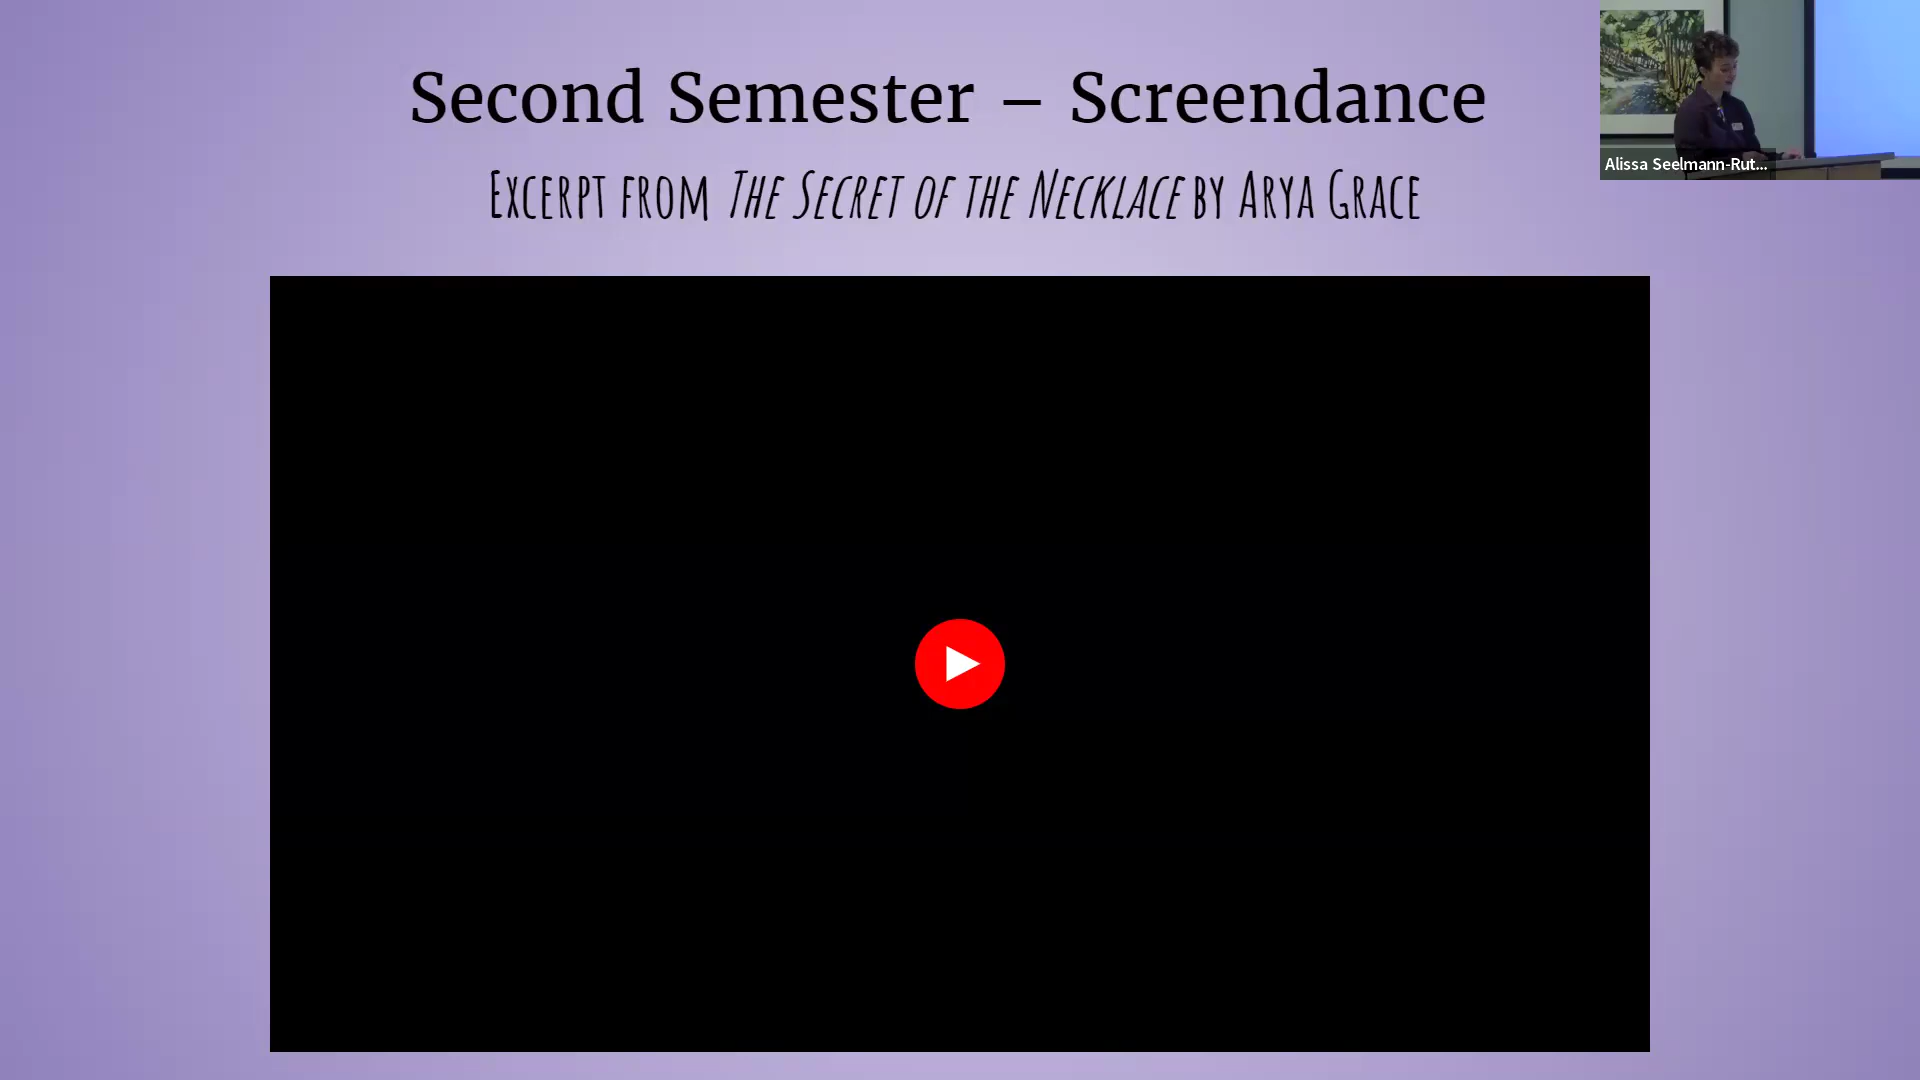 Second Semester – Screendance
Excerpt from The Secret of the Necklace by Arya Grace
Alissa Seelmann-Rut...